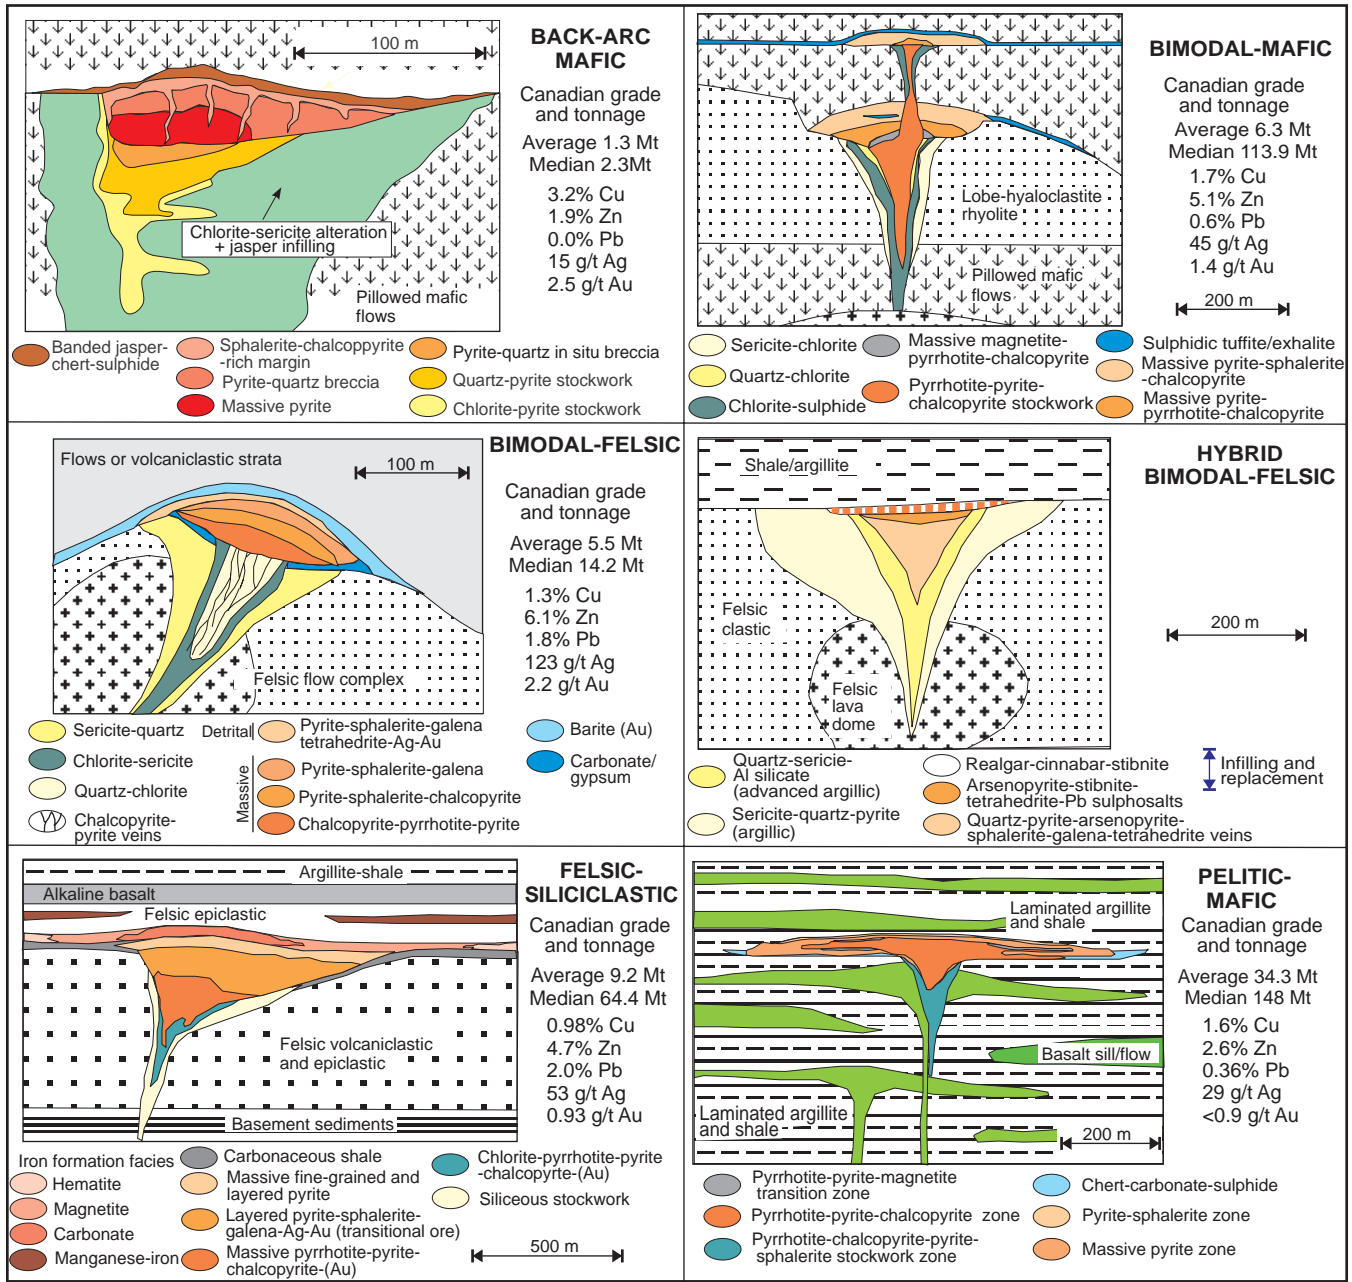 BACK-ARC
MAFIC
100 m
Canadian grade
and tonnage
Average 1.3 Mt
Median 2.3Mt
3.2% Cu
1.9% Zn
0.0% Pb
15 g/t Ag
2.5 g/t Au
Chlorite-sericite alteration
+ jasper infilling
Pillowed mafic
flows
Banded jasper-
chert-sulphide
Sphalerite-chalcoppyrite
-rich margin
Pyrite-quartz breccia
Massive pyrite
Pyrite-quartz in situ breccia
Quartz-pyrite stockwork
Chlorite-pyrite stockwork
BIMODAL-MAFIC
Canadian grade
and tonnage
Average 6.3 Mt
Median 113.9 Mt
1.7% Cu
5.1% Zn
0.6% Pb
45 g/t Ag
1.4 g/t Au
200 m
Lobe-hyaloclastite
rhyolite
Pillowed mafic
flows
Sericite-chlorite
Quartz-chlorite
Chlorite-sulphide
Massive magnetite-
pyrrhotite-chalcopyrite
Pyrrhotite-pyrite-
chalcopyrite stockwork
Sulphidic tuffite/exhalite
Massive pyrite-sphalerite
-chalcopyrite
Massive pyrite-
pyrrhotite-chalcopyrite
BIMODAL-FELSIC
Flows or volcaniclastic strata
100 m
Canadian grade
and tonnage
Average 5.5 Mt
Median 14.2 Mt
1.3% Cu
6.1% Zn
1.8% Pb
123 g/t Ag
2.2 g/t Au
Felsic flow complex
Sericite-quartz
Chlorite-sericite
Quartz-chlorite
Chalcopyrite-
pyrite veins
Detrital
Pyrite-sphalerite-galena
tetrahedrite-Ag-Au
Massive
Pyrite-sphalerite-galena
Pyrite-sphalerite-chalcopyrite
Chalcopyrite-pyrrhotite-pyrite
Barite (Au)
Carbonate/
gypsum
HYBRID
BIMODAL-FELSIC
Shale/argillite
Felsic
clastic
Felsic
lava
dome
200 m
Quartz-sericie-
Al silicate
(advanced argillic)
Sericite-quartz-pyrite
(argillic)
Realgar-cinnabar-stibnite
Arsenopyrite-stibnite-
tetrahedrite-Pb sulphosalts
Quartz-pyrite-arsenopyrite-
sphalerite-galena-tetrahedrite veins
Infilling and
replacement
FELSIC-
SILICICLASTIC
Argillite-shale
Alkaline basalt
Felsic epiclastic
Canadian grade
and tonnage
Average 9.2 Mt
Median 64.4 Mt
0.98% Cu
4.7% Zn
2.0% Pb
53 g/t Ag
0.93 g/t Au
Felsic volcaniclastic
and epiclastic
Basement sediments
Iron formation facies
Hematite
Magnetite
Carbonate
Manganese-iron
Carbonaceous shale
Massive fine-grained and
layered pyrite
Layered pyrite-sphalerite-
galena-Ag-Au (transitional ore)
Massive pyrrhotite-pyrite-
chalcopyrite-(Au)
Chlorite-pyrrhotite-pyrite
-chalcopyrte-(Au)
Siliceous stockwork
500 m
PELITIC-
MAFIC
Canadian grade
and tonnage
Average 34.3 Mt
Median 148 Mt
1.6% Cu
2.6% Zn
0.36% Pb
29 g/t Ag
<0.9 g/t Au
Laminated argillite
and shale
Basalt sill/flow
Laminated argillite
and shale
200 m
Pyrrhotite-pyrite-magnetite
transition zone
Pyrrhotite-pyrite-chalcopyrite zone
Pyrrhotite-chalcopyrite-pyrite-
sphalerite stockwork zone
Chert-carbonate-sulphide
Pyrite-sphalerite zone
Massive pyrite zone